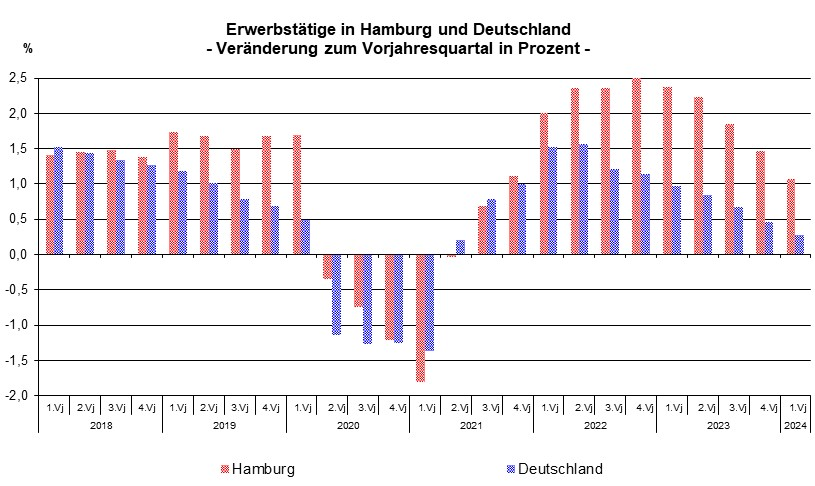 Erwerbstätige in Hamburg und Deutschland
- Veränderung zum Vorjahresquartal in Prozent -
%
2,5
2,0
1,5
1,0
0,5
0,0
-0,5
-1,0
-1,5
-2,0
1.Vj 2.Vj 3.Vj 4.Vj 1.Vj 2.Vj 3.Vj 4.Vj 1.Vj 2.Vj 3.Vj 4.Vj 1.Vj 2.Vj 3.Vj 4.Vj 1.Vj 2.Vj 3.Vj 4.Vj 1.Vj 2.Vj 3.Vj 4.Vj 1.Vj
2018 2019 2020 2021 2022 2023 2024
Hamburg Deutschland